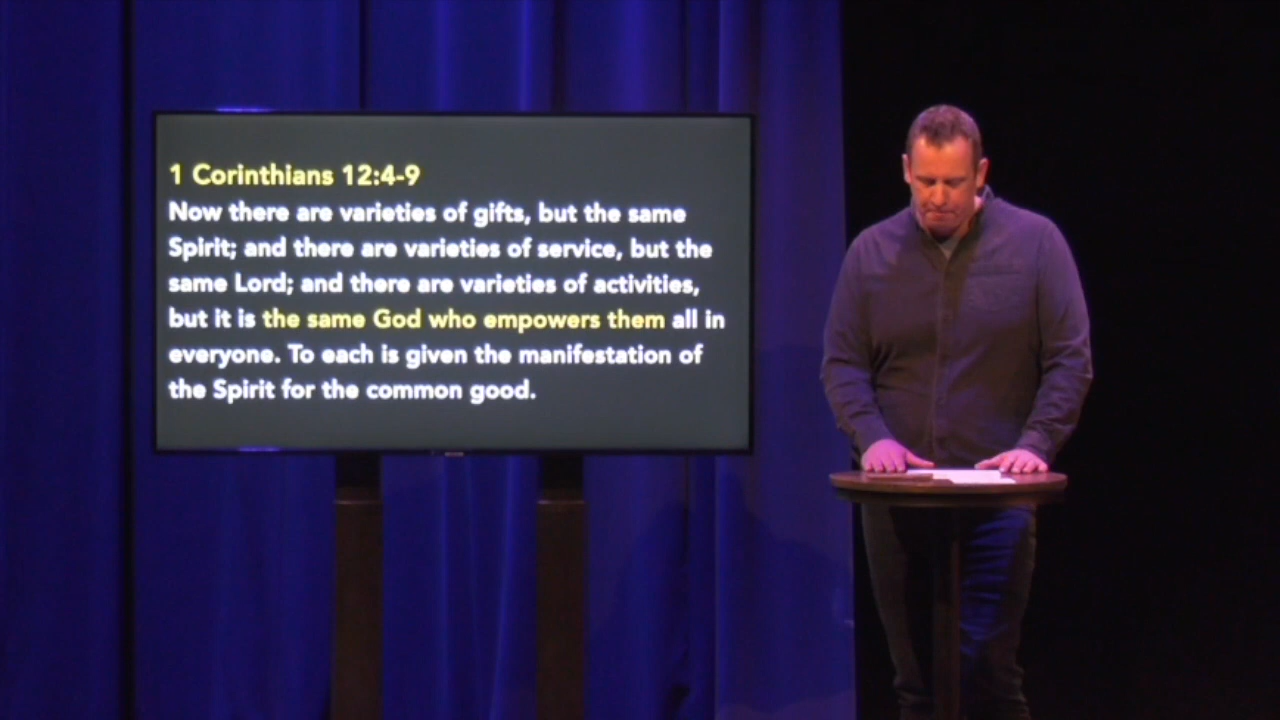 1 Corinthians 12:4-9
Now there are varieties of gifts, but the same
Spirit; and there are varieties of service, but the
same Lord; and there are varieties of activities,
but it is the same God who empowers them all in
everyone. To each is given the manifestation of
the Spirit for the common good.